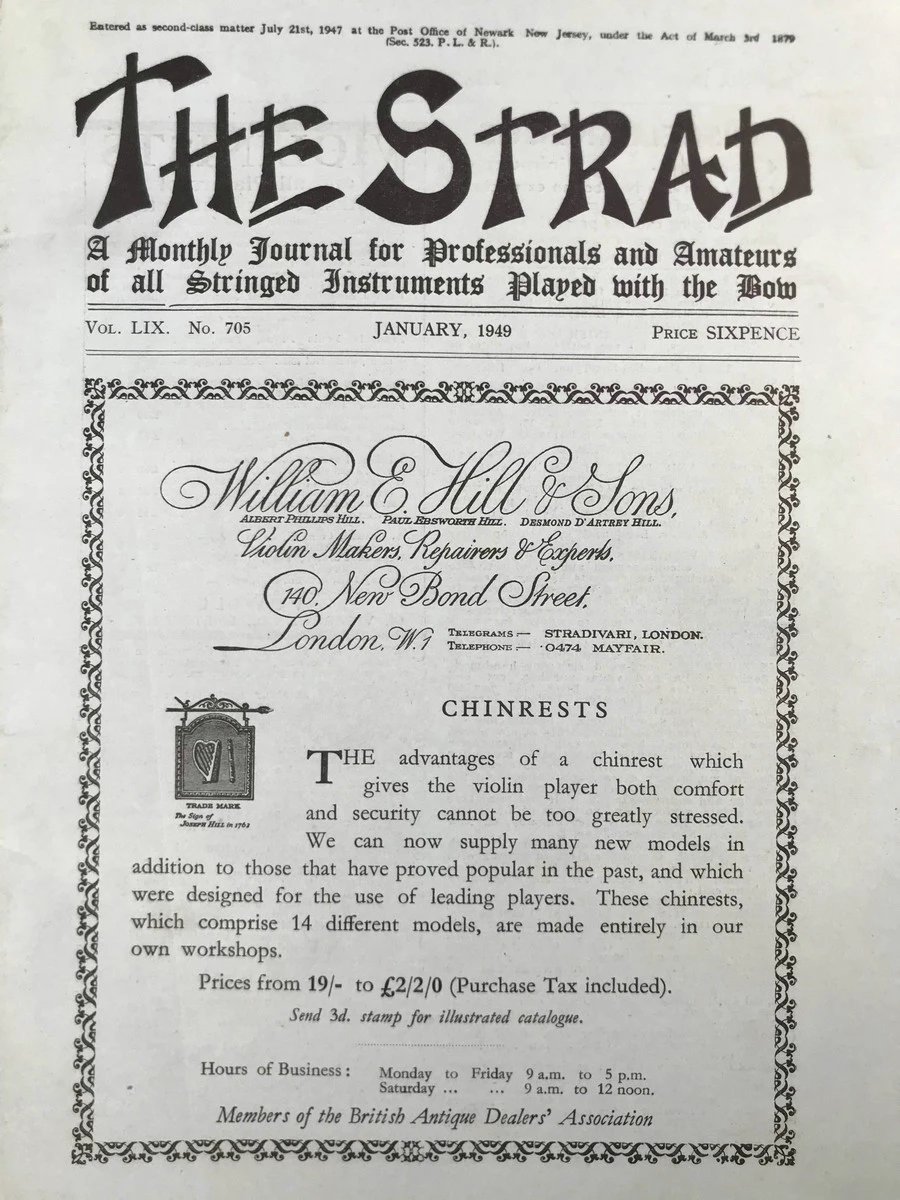 Entered as second-class matter July 21st, 1947 at the Post Office of Newark New Jersey, under the Act of March 3rd 1879
(Sec. 523. P. L. & R.).
THE STRAD
A Monthly Journal for Professionals and Amateurs
of all Stringed Instruments Played with the Bow
VOL. LIX. No. 705 JANUARY, 1949 PRICE SIXPENCE
William E. Hill & Sons,
ALBERT PHILLIPS HILL. PAUL EBSWORTH HILL. DESMOND D'ARTREY HILL.
Violin Makers, Repairers & Experts,
140, New Bond Street,
London, W.1
TELEGRAMS:— STRADIVARI, LONDON.
TELEPHONE:— 0474 MAYFAIR.
TRADE MARK
The Sign of
JOSEPH HILL in 1762
CHINRESTS
THE advantages of a chinrest which
gives the violin player both comfort
and security cannot be too greatly stressed.
We can now supply many new models in
addition to those that have proved popular in the past, and which
were designed for the use of leading players. These chinrests,
which comprise 14 different models, are made entirely in our
own workshops.
Prices from 19/- to £2/2/0 (Purchase Tax included).
Send 3d. stamp for illustrated catalogue.
Hours of Business: Monday to Friday 9 a.m. to 5 p.m.
Saturday ... ... 9 a.m. to 12 noon.
Members of the British Antique Dealers' Association